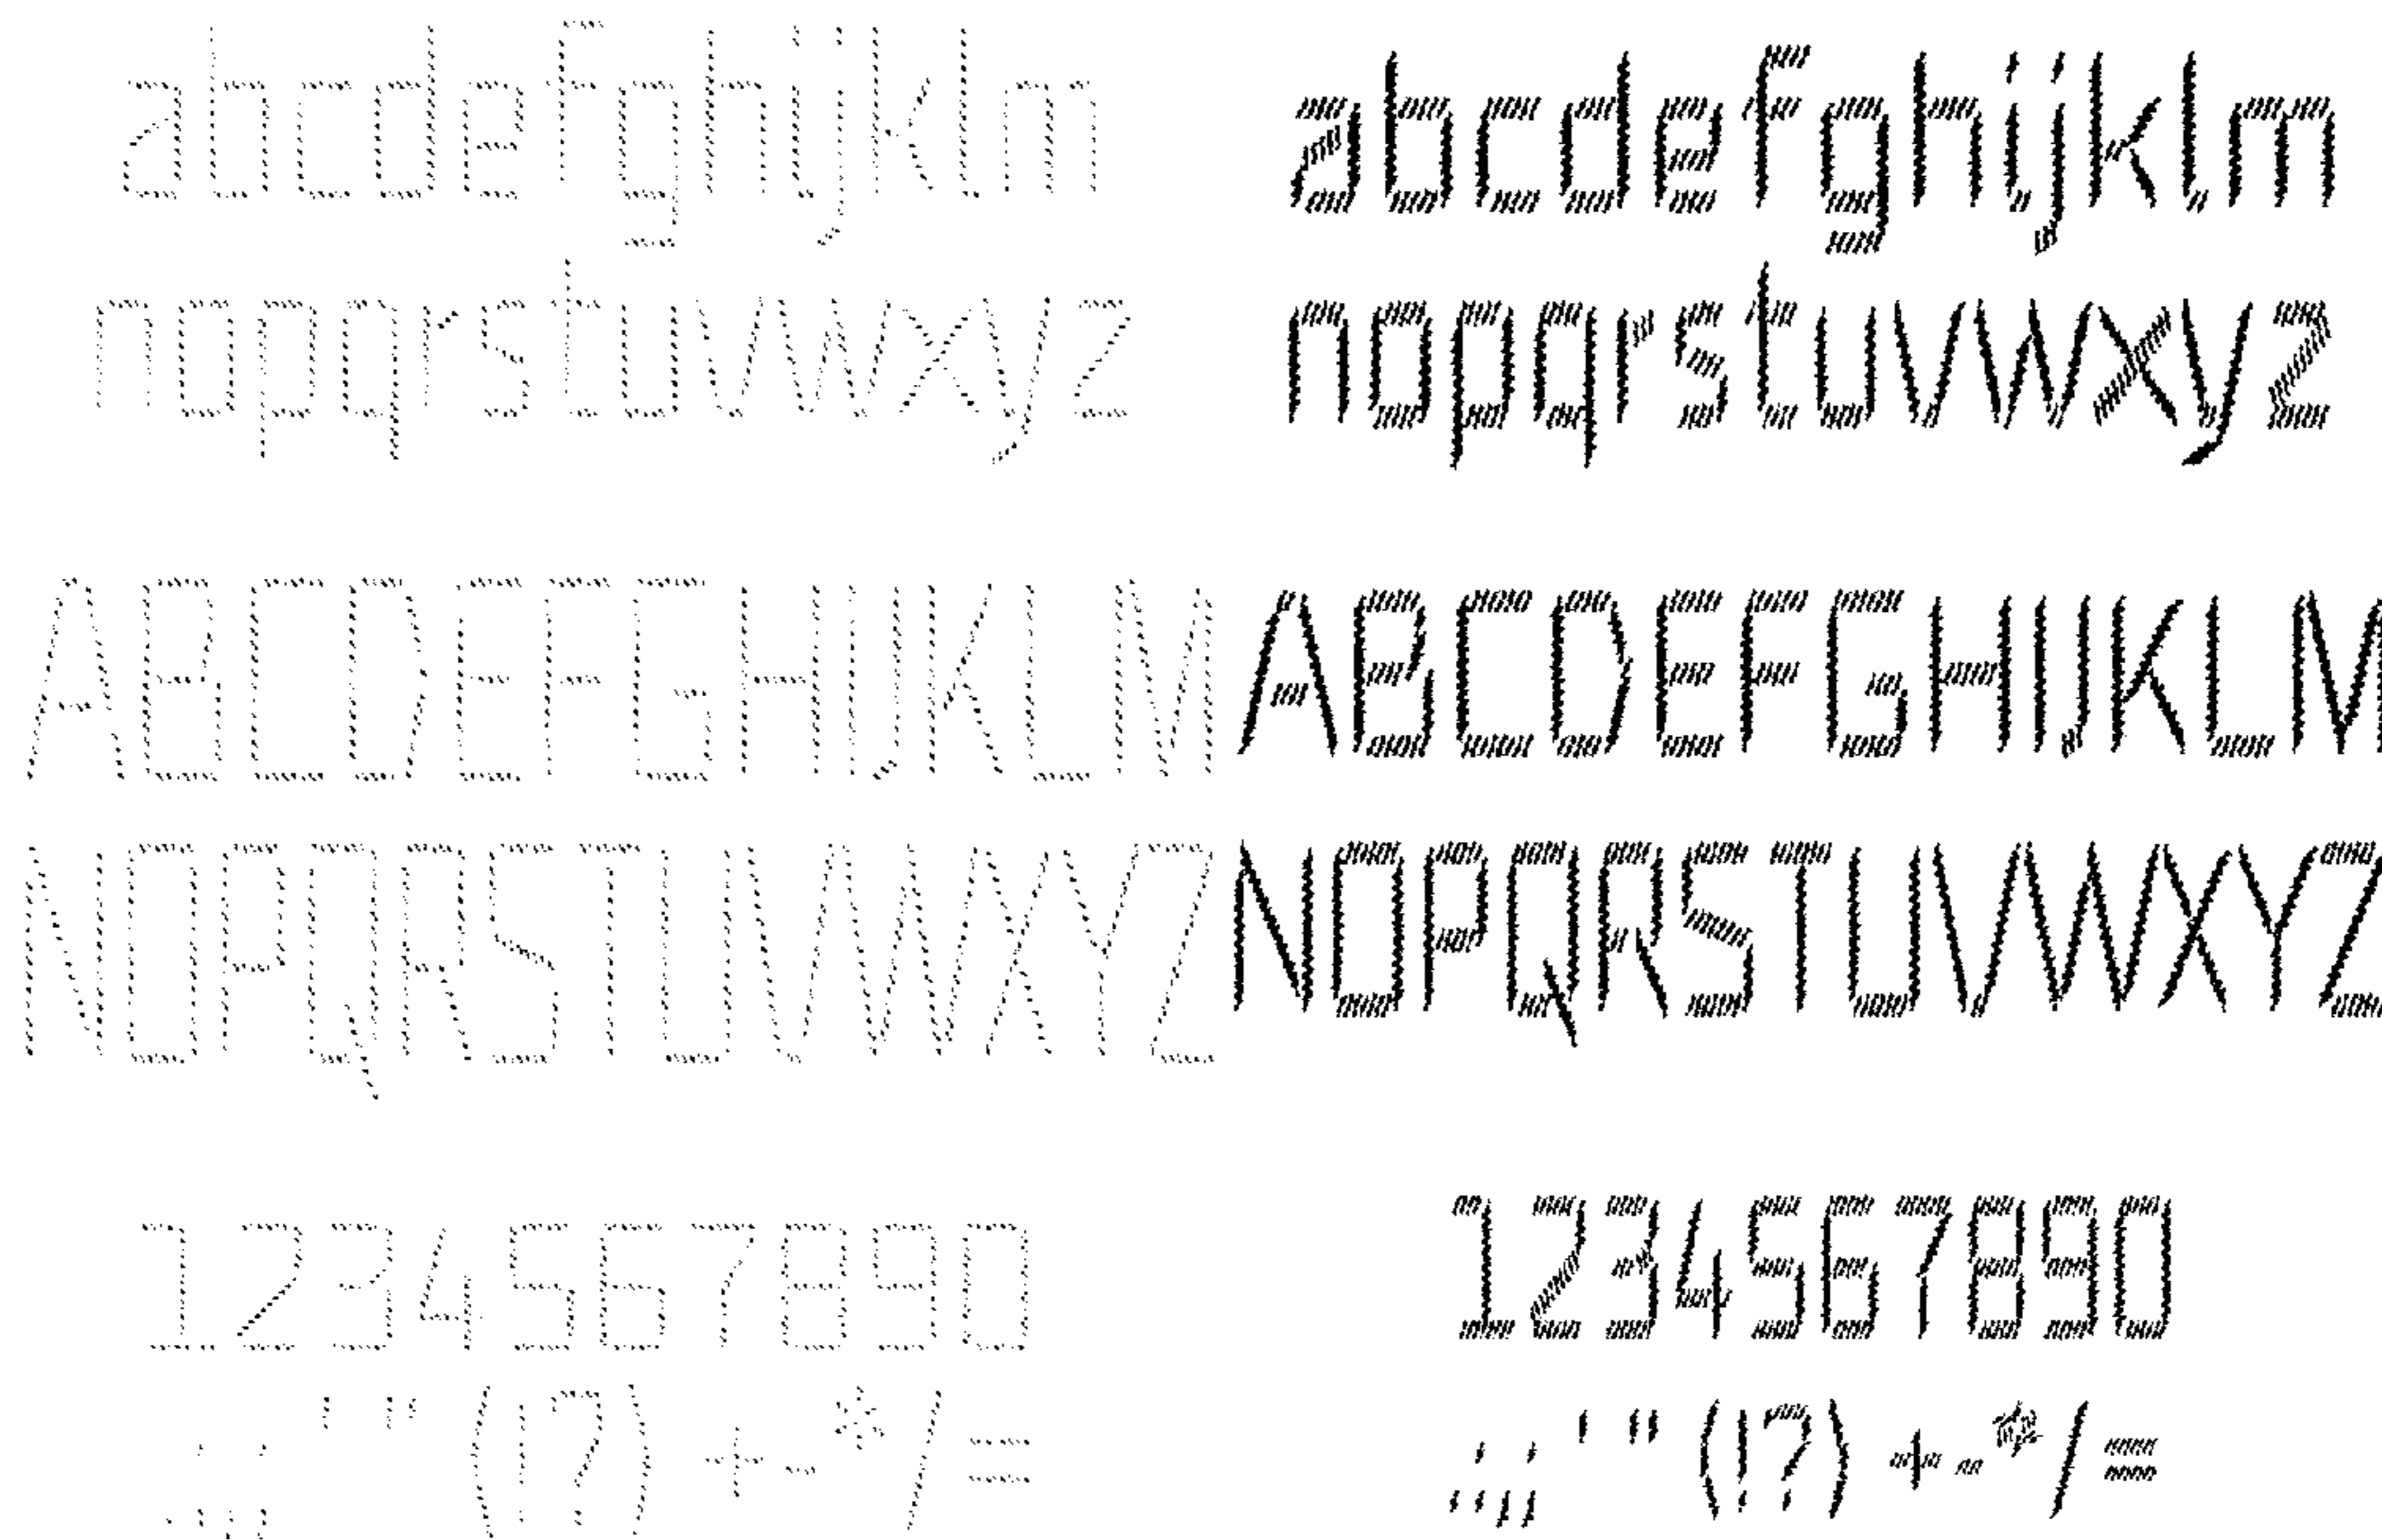 abcdefghijklm
nopqrstuvwxyz
ABCDEFGHIJKLM
NOPQRSTUVWXYZ
1234567890
.:,; ' " (!?) +-*/=
abcdefghijklm
nopqrstuvwxyz
ABCDEFGHIJKLM
NOPQRSTUVWXYZ
1234567890
.:,; ' " (!?) +-*/=